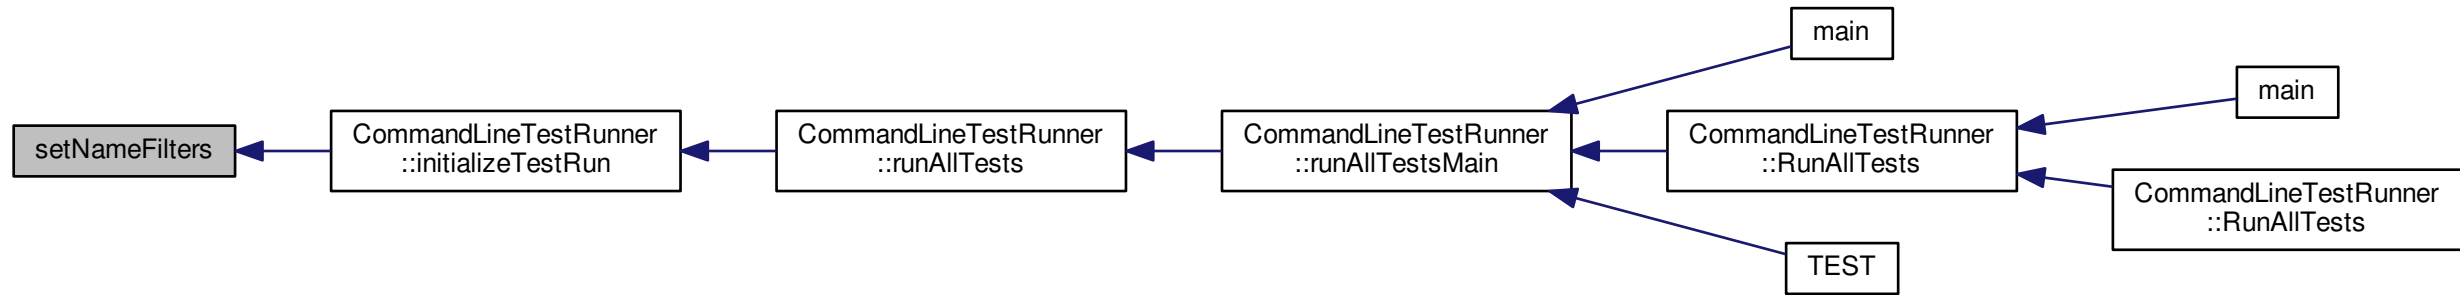 setNameFilters
CommandLineTestRunner
::initializeTestRun
CommandLineTestRunner
::runAllTests
CommandLineTestRunner
::runAllTestsMain
main
CommandLineTestRunner
::RunAllTests
TEST
main
CommandLineTestRunner
::RunAllTests